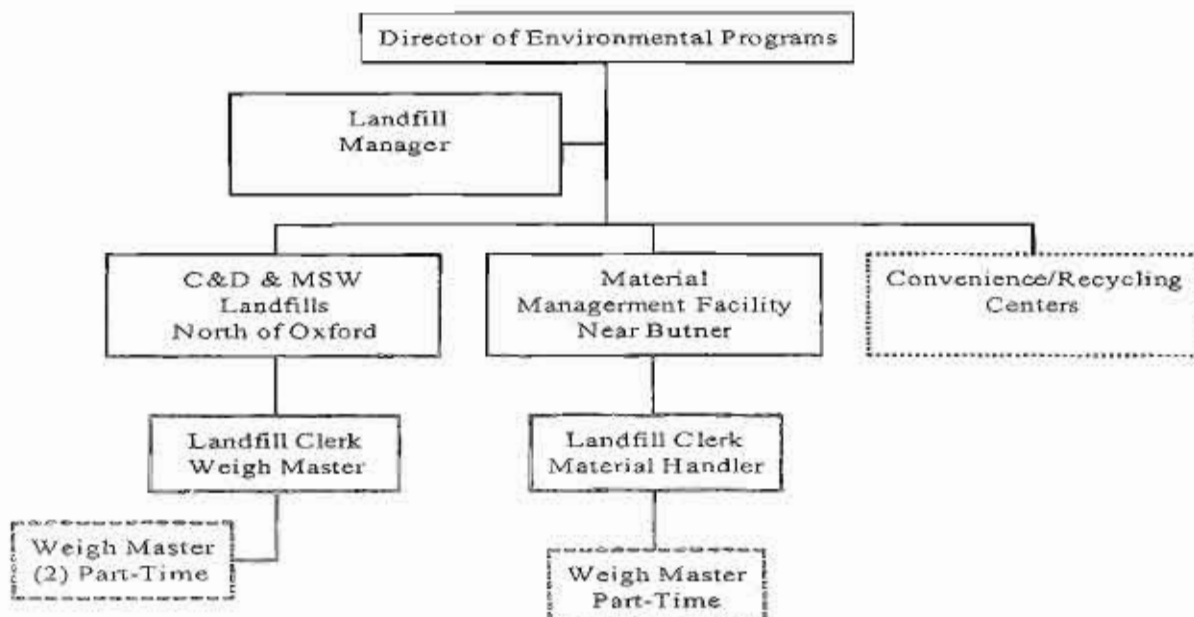 Director of Environmental Programs
Landfill
Manager
C&D & MSW
Landfills
North of Oxford
Material
Managerment Facility
Near Butner
Convenience/Recycling
Centers
Landfill Clerk
Weigh Master
Landfill Clerk
Material Handler
Weigh Master
(2) Part-Time
Weigh Master
Part-Time